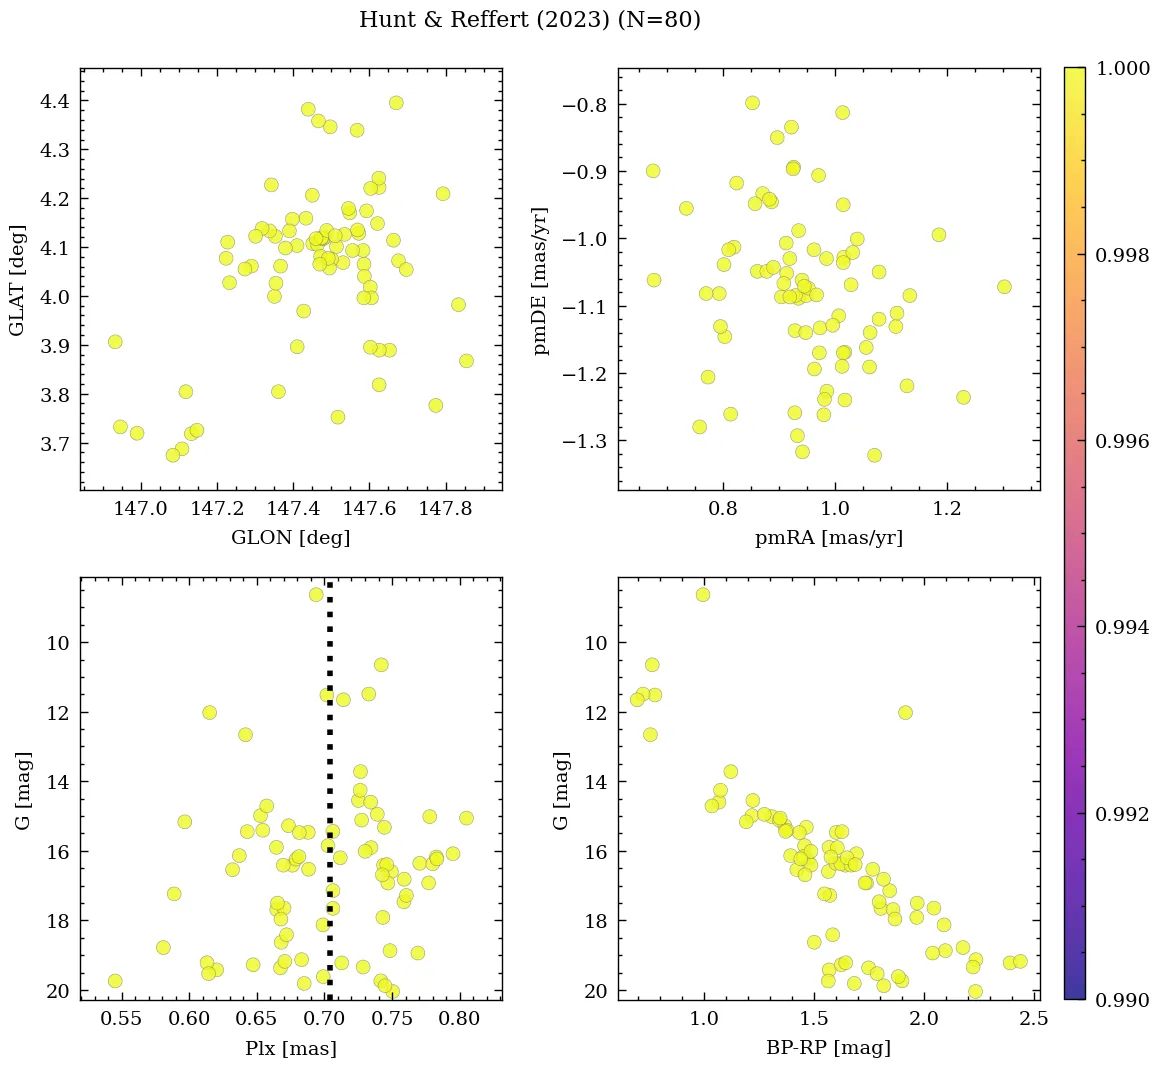 Hunt & Reffert (2023) (N=80)
4.4
4.3
4.2
4.1
4.0
3.9
3.8
3.7
GLAT [deg]
147.0 147.2 147.4 147.6 147.8
GLON [deg]
−0.8
−0.9
−1.0
−1.1
−1.2
−1.3
pmDE [mas/yr]
0.8 1.0 1.2
pmRA [mas/yr]
10
12
14
16
18
20
G [mag]
0.55 0.60 0.65 0.70 0.75 0.80
Plx [mas]
10
12
14
16
18
20
G [mag]
1.0 1.5 2.0 2.5
BP-RP [mag]
1.000
0.998
0.996
0.994
0.992
0.990